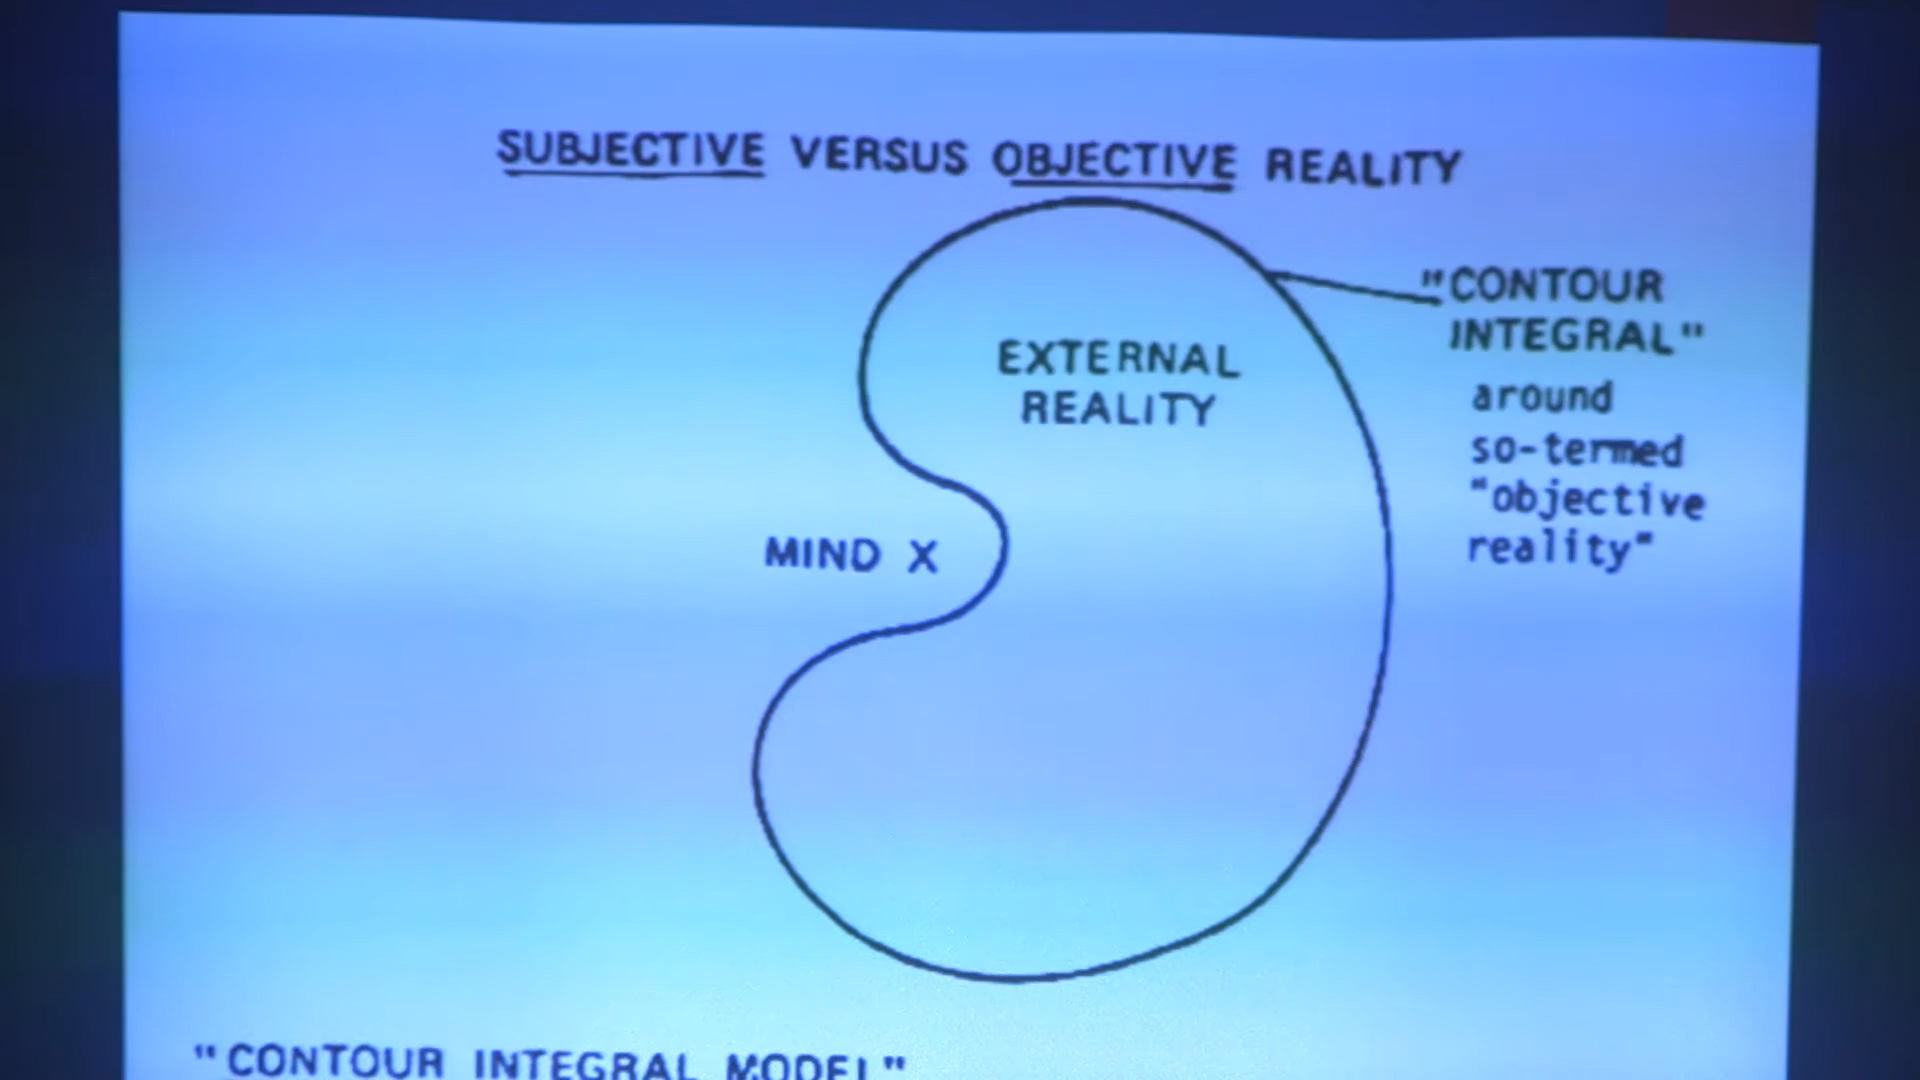 SUBJECTIVE VERSUS OBJECTIVE REALITY
"CONTOUR
INTEGRAL"
around
so-termed
"objective
reality"
EXTERNAL
REALITY
MIND X
"CONTOUR INTEGRAL MODEL"